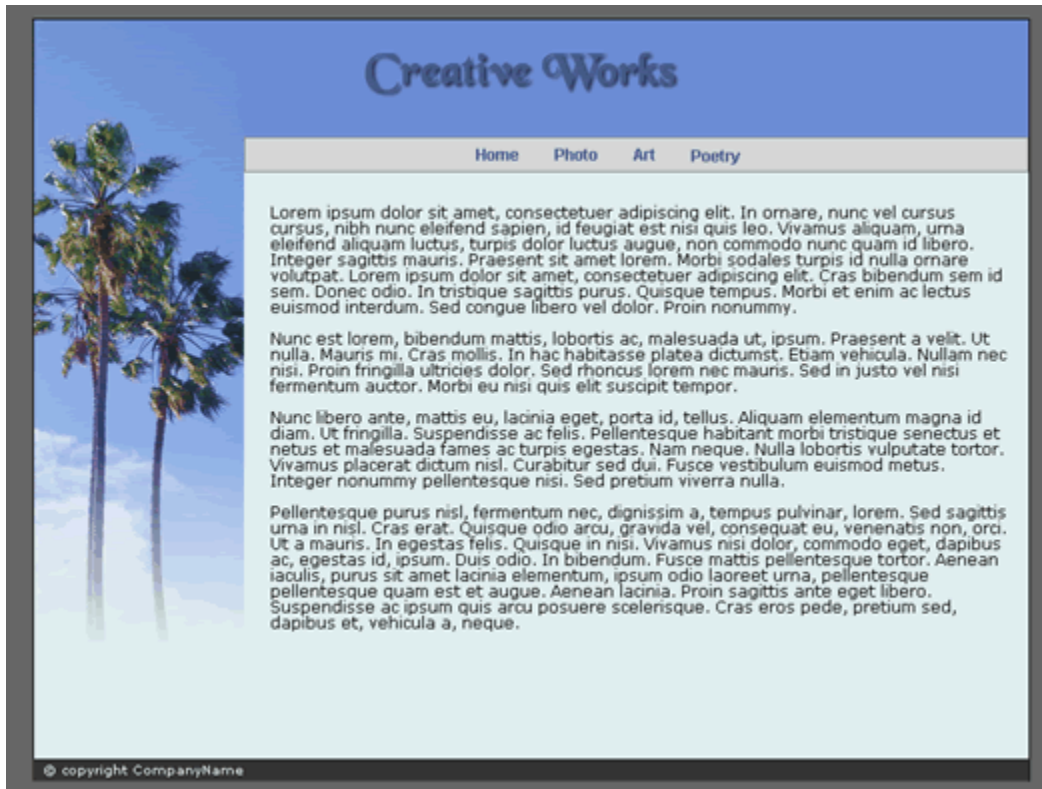 Creative Works
Home Photo Art Poetry
Lorem ipsum dolor sit amet, consectetuer adipiscing elit. In ornare, nunc vel cursus
cursus, nibh nunc eleifend sapien, id feugiat est nisi quis leo. Vivamus aliquam, urna
eleifend aliquam luctus, turpis dolor luctus augue, non commodo nunc quam id libero.
Integer sagittis mauris. Praesent sit amet lorem. Morbi sodales turpis id nulla ornare
volutpat. Lorem ipsum dolor sit amet, consectetuer adipiscing elit. Cras bibendum sem id
sem. Donec odio. In tristique sagittis purus. Quisque tempus. Morbi et enim ac lectus
euismod interdum. Sed congue libero vel dolor. Proin nonummy.
Nunc est lorem, bibendum mattis, lobortis ac, malesuada ut, ipsum. Praesent a velit. Ut
nulla. Mauris mi. Cras mollis. In hac habitasse platea dictumst. Etiam vehicula. Nullam nec
nisi. Proin fringilla ultricies dolor. Sed rhoncus lorem nec mauris. Sed in justo vel nisi
fermentum auctor. Morbi eu nisi quis elit suscipit tempor.
Nunc libero ante, mattis eu, lacinia eget, porta id, tellus. Aliquam elementum magna id
diam. Ut fringilla. Suspendisse ac felis. Pellentesque habitant morbi tristique senectus et
netus et malesuada fames ac turpis egestas. Nam neque. Nulla lobortis vulputate tortor.
Vivamus placerat dictum nisl. Curabitur sed dui. Fusce vestibulum euismod metus.
Integer nonummy pellentesque nisi. Sed pretium viverra nulla.
Pellentesque purus nisl, fermentum nec, dignissim a, tempus pulvinar, lorem. Sed sagittis
urna in nisl. Cras erat. Quisque odio arcu, gravida vel, consequat eu, venenatis non, orci.
Ut a mauris. In egestas felis. Quisque in nisi. Vivamus nisi dolor, commodo eget, dapibus
ac, egestas id, ipsum. Duis odio. In bibendum. Fusce mattis pellentesque tortor. Aenean
iaculis, purus sit amet lacinia elementum, ipsum odio laoreet urna, pellentesque
pellentesque quam est et augue. Aenean lacinia. Proin sagittis ante eget libero.
Suspendisse ac ipsum quis arcu posuere scelerisque. Cras eros pede, pretium sed,
dapibus et, vehicula a, neque.
© copyright CompanyName